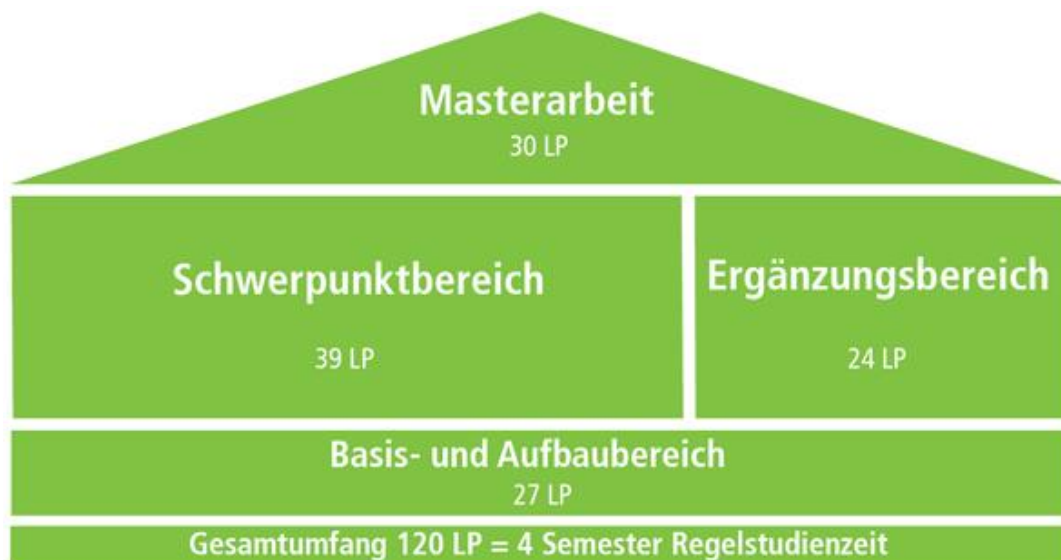 Masterarbeit
30 LP
Schwerpunktbereich
39 LP
Ergänzungsbereich
24 LP
Basis- und Aufbaubereich
27 LP
Gesamtumfang 120 LP = 4 Semester Regelstudienzeit